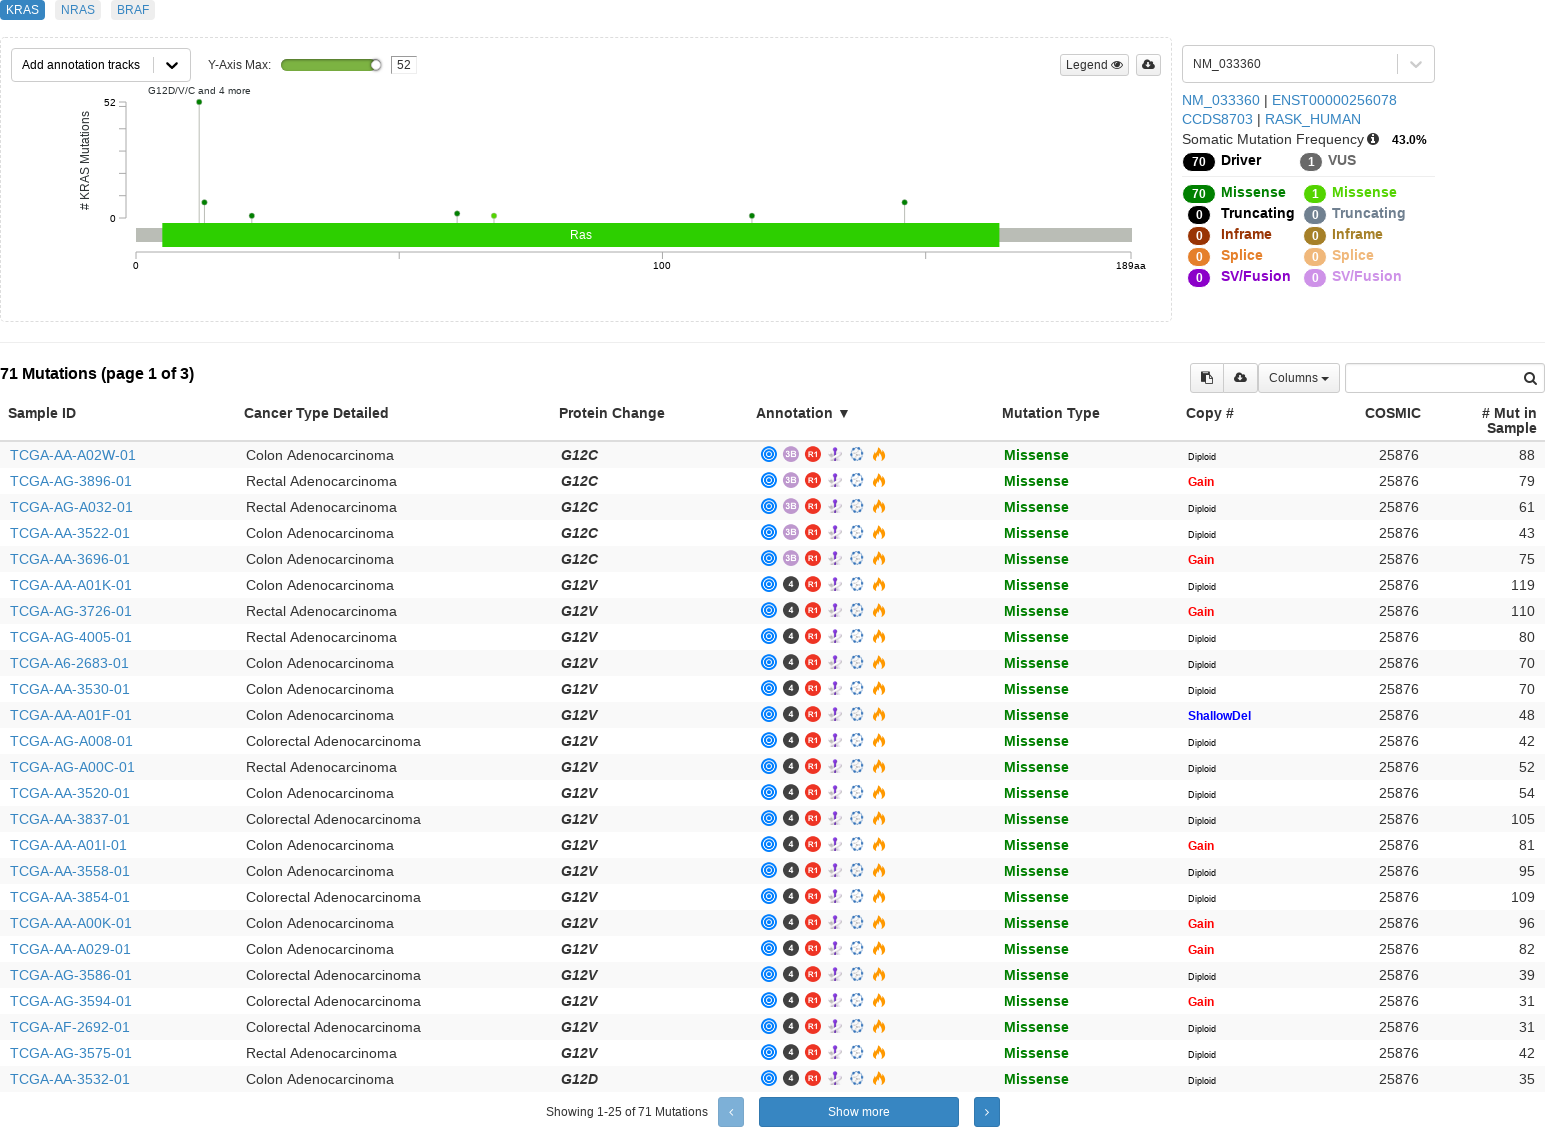 KRAS NRAS BRAF
Add annotation tracks Y-Axis Max: 52 Legend
G12D/V/C and 4 more
52
# KRAS Mutations
0
Ras
0 100 189aa
NM_033360
NM_033360 | ENST00000256078
CCDS8703 | RASK_HUMAN
Somatic Mutation Frequency 43.0%
70 Driver 1 VUS
70 Missense 1 Missense
0 Truncating 0 Truncating
0 Inframe 0 Inframe
0 Splice 0 Splice
0 SV/Fusion 0 SV/Fusion
71 Mutations (page 1 of 3) Columns
Sample ID Cancer Type Detailed Protein Change Annotation ▼ Mutation Type Copy # COSMIC # Mut in
Sample
TCGA-AA-A02W-01 Colon Adenocarcinoma G12C 3B R1 Missense Diploid 25876 88
TCGA-AG-3896-01 Rectal Adenocarcinoma G12C 3B R1 Missense Gain 25876 79
TCGA-AG-A032-01 Rectal Adenocarcinoma G12C 3B R1 Missense Diploid 25876 61
TCGA-AA-3522-01 Colon Adenocarcinoma G12C 3B R1 Missense Diploid 25876 43
TCGA-AA-3696-01 Colon Adenocarcinoma G12C 3B R1 Missense Gain 25876 75
TCGA-AA-A01K-01 Colon Adenocarcinoma G12V 4 R1 Missense Diploid 25876 119
TCGA-AG-3726-01 Rectal Adenocarcinoma G12V 4 R1 Missense Gain 25876 110
TCGA-AG-4005-01 Rectal Adenocarcinoma G12V 4 R1 Missense Diploid 25876 80
TCGA-A6-2683-01 Colon Adenocarcinoma G12V 4 R1 Missense Diploid 25876 70
TCGA-AA-3530-01 Colon Adenocarcinoma G12V 4 R1 Missense Diploid 25876 70
TCGA-AA-A01F-01 Colon Adenocarcinoma G12V 4 R1 Missense ShallowDel 25876 48
TCGA-AG-A008-01 Colorectal Adenocarcinoma G12V 4 R1 Missense Diploid 25876 42
TCGA-AG-A00C-01 Rectal Adenocarcinoma G12V 4 R1 Missense Diploid 25876 52
TCGA-AA-3520-01 Colon Adenocarcinoma G12V 4 R1 Missense Diploid 25876 54
TCGA-AA-3837-01 Colorectal Adenocarcinoma G12V 4 R1 Missense Diploid 25876 105
TCGA-AA-A01I-01 Colon Adenocarcinoma G12V 4 R1 Missense Gain 25876 81
TCGA-AA-3558-01 Colon Adenocarcinoma G12V 4 R1 Missense Diploid 25876 95
TCGA-AA-3854-01 Colorectal Adenocarcinoma G12V 4 R1 Missense Diploid 25876 109
TCGA-AA-A00K-01 Colon Adenocarcinoma G12V 4 R1 Missense Gain 25876 96
TCGA-AA-A029-01 Colon Adenocarcinoma G12V 4 R1 Missense Gain 25876 82
TCGA-AG-3586-01 Colorectal Adenocarcinoma G12V 4 R1 Missense Diploid 25876 39
TCGA-AG-3594-01 Colorectal Adenocarcinoma G12V 4 R1 Missense Gain 25876 31
TCGA-AF-2692-01 Colorectal Adenocarcinoma G12V 4 R1 Missense Diploid 25876 31
TCGA-AG-3575-01 Rectal Adenocarcinoma G12V 4 R1 Missense Diploid 25876 42
TCGA-AA-3532-01 Colon Adenocarcinoma G12D 4 R1 Missense Diploid 25876 35
Showing 1-25 of 71 Mutations ‹ Show more ›